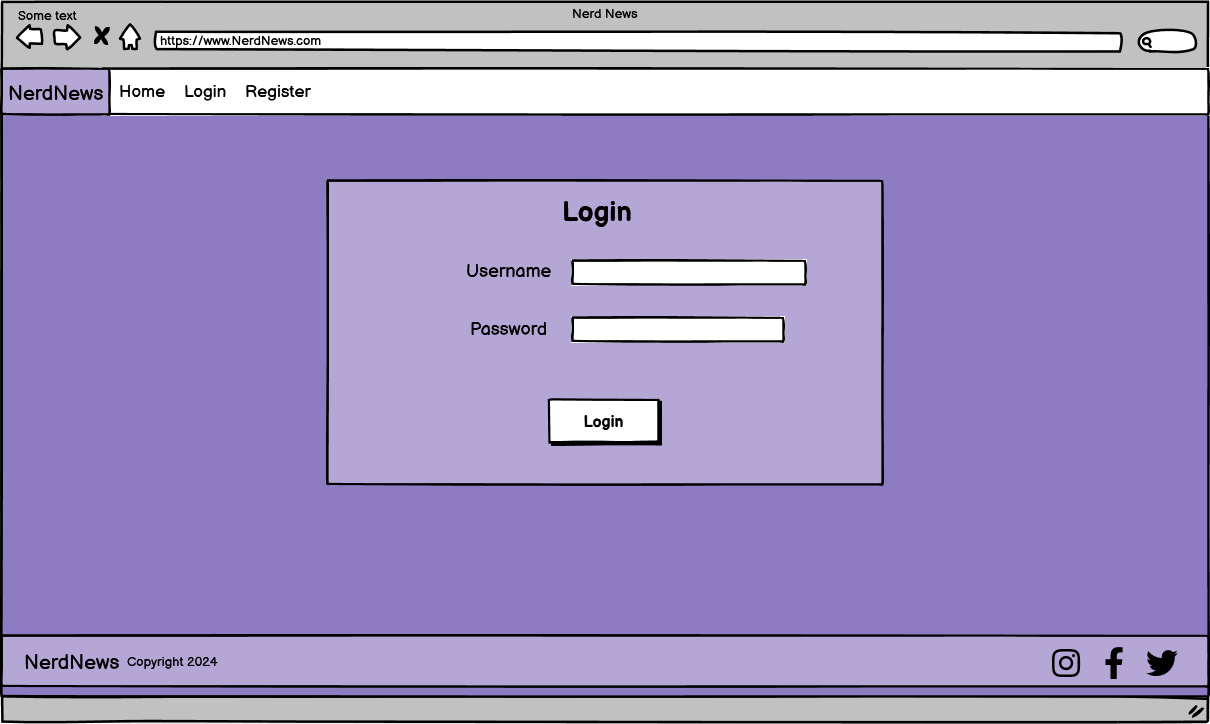 Nerd News
Some text
https://www.NerdNews.com
NerdNews Home Login Register
Login
Username
Password
Login
NerdNews Copyright 2024